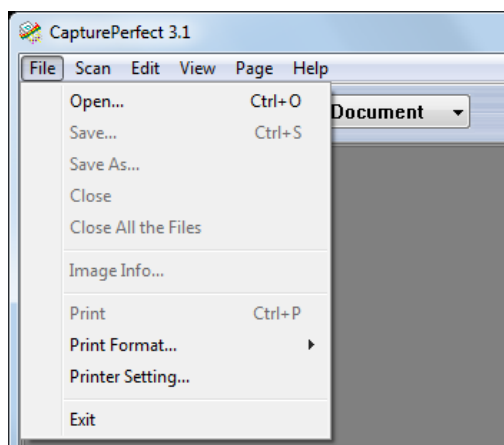 CapturePerfect 3.1
File Scan Edit View Page Help
Open... Ctrl+O
Document
Save... Ctrl+S
Save As...
Close
Close All the Files
Image Info...
Print Ctrl+P
Print Format...
Printer Setting...
Exit